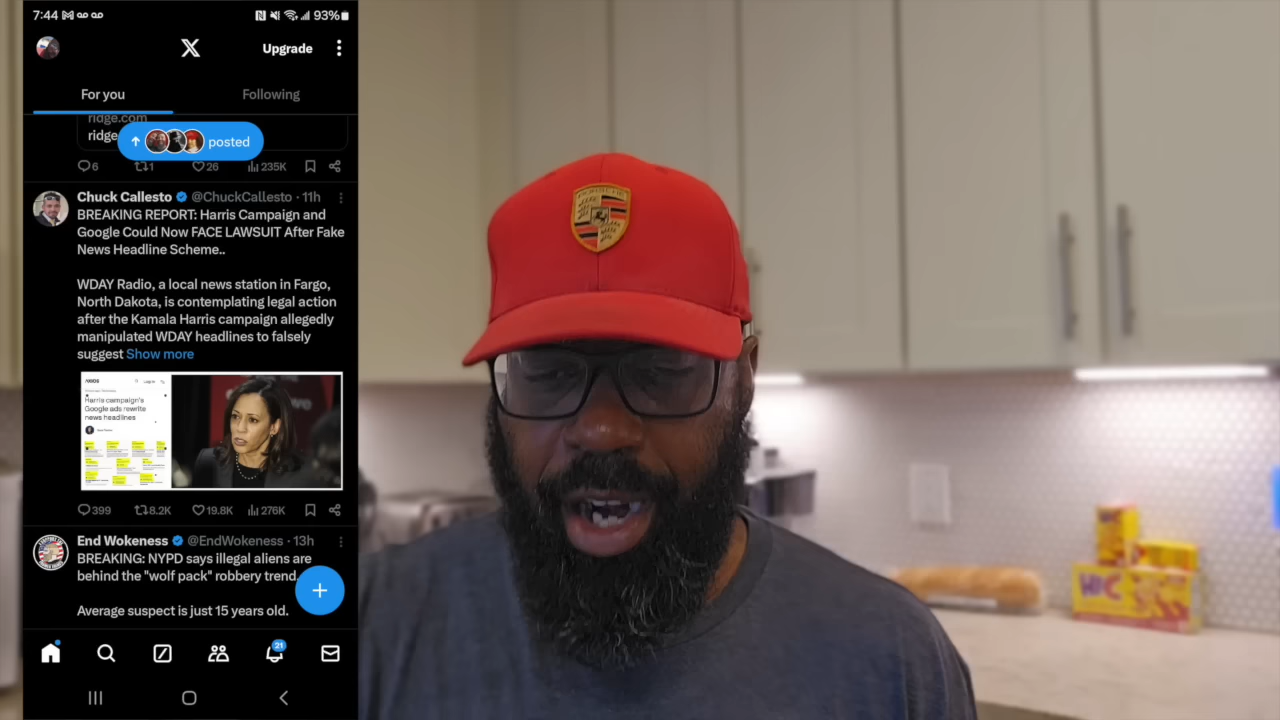 7:44
93%
Upgrade
For you
Following
ridge.com
ridge
posted
6
1
26
235K
Chuck Callesto @ChuckCallesto · 11h
BREAKING REPORT: Harris Campaign and
Google Could Now FACE LAWSUIT After Fake
News Headline Scheme..
WDAY Radio, a local news station in Fargo,
North Dakota, is contemplating legal action
after the Kamala Harris campaign allegedly
manipulated WDAY headlines to falsely
suggest Show more
AXIOS
Log in
Harris campaign's
Google ads rewrite
news headlines
399
8.2K
19.8K
276K
End Wokeness @EndWokeness · 13h
BREAKING: NYPD says illegal aliens are
behind the "wolf pack" robbery trend.
Average suspect is just 15 years old.
21